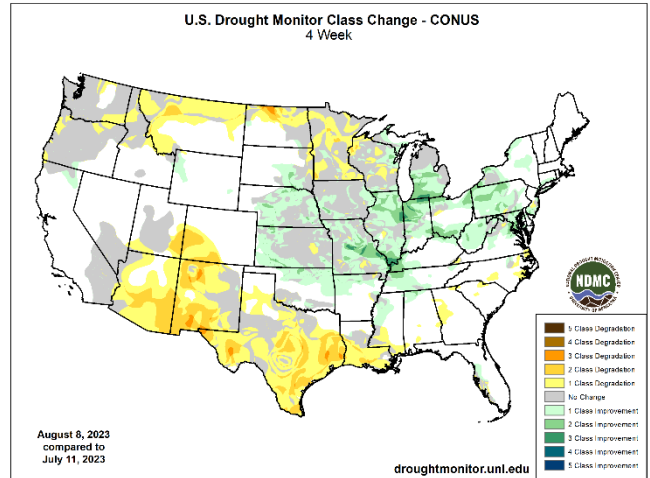 U.S. Drought Monitor Class Change - CONUS
4 Week
NDMC
5 Class Degradation
4 Class Degradation
3 Class Degradation
2 Class Degradation
1 Class Degradation
No Change
1 Class Improvement
2 Class Improvement
3 Class Improvement
4 Class Improvement
5 Class Improvement
August 8, 2023
compared to
July 11, 2023
droughtmonitor.unl.edu